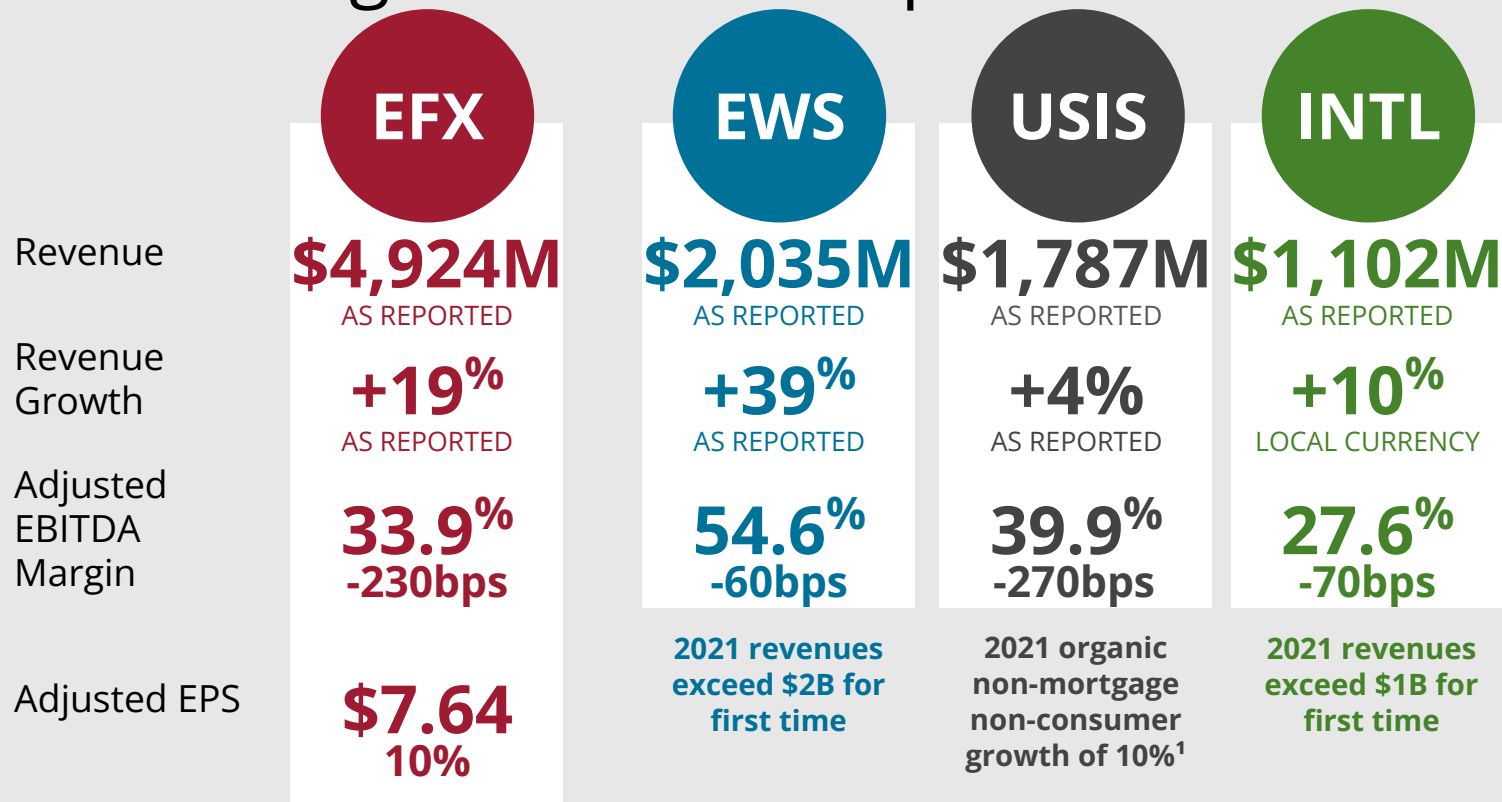 EFX
EWS
USIS
INTL
Revenue
$4,924M
$2,035M
$1,787M
$1,102M
AS REPORTED
AS REPORTED
AS REPORTED
AS REPORTED
Revenue
Growth
+19%
+39%
+4%
+10%
AS REPORTED
AS REPORTED
AS REPORTED
LOCAL CURRENCY
Adjusted
EBITDA
Margin
33.9%
54.6%
39.9%
27.6%
-230bps
-60bps
-270bps
-70bps
Adjusted EPS
$7.64
10%
2021 revenues
exceed $2B for
first time
2021 organic
non-mortgage
non-consumer
growth of 10%¹
2021 revenues
exceed $1B for
first time